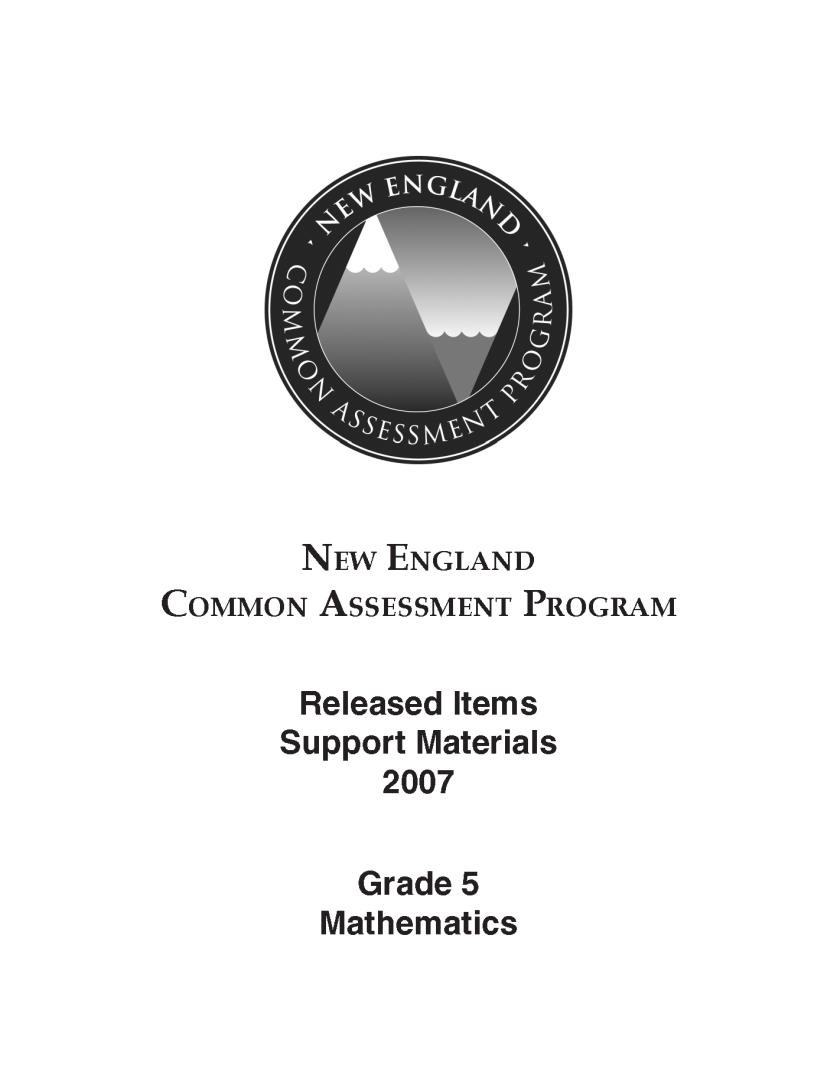 · NEW ENGLAND ·
COMMON ASSESSMENT PROGRAM
NEW ENGLAND
COMMON ASSESSMENT PROGRAM
Released Items
Support Materials
2007
Grade 5
Mathematics